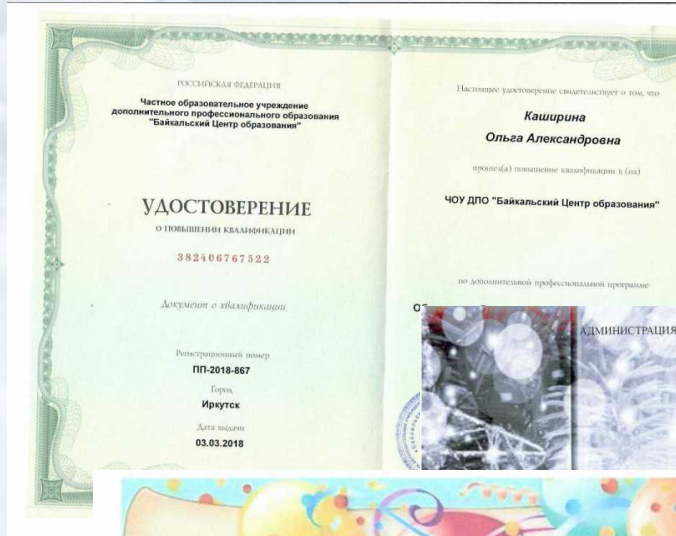 РОССИЙСКАЯ ФЕДЕРАЦИЯ
Частное образовательное учреждение
дополнительного профессионального образования
"Байкальский Центр образования"
УДОСТОВЕРЕНИЕ
О ПОВЫШЕНИИ КВАЛИФИКАЦИИ
382406767522
Документ о квалификации
Регистрационный номер
ПП-2018-867
Город
Иркутск
Дата выдачи
03.03.2018
Настоящее удостоверение свидетельствует о том, что
Каширина
Ольга Александровна
прошел(а) повышение квалификации в (на)
ЧОУ ДПО "Байкальский Центр образования"
по дополнительной профессиональной программе
АДМИНИСТРАЦИЯ